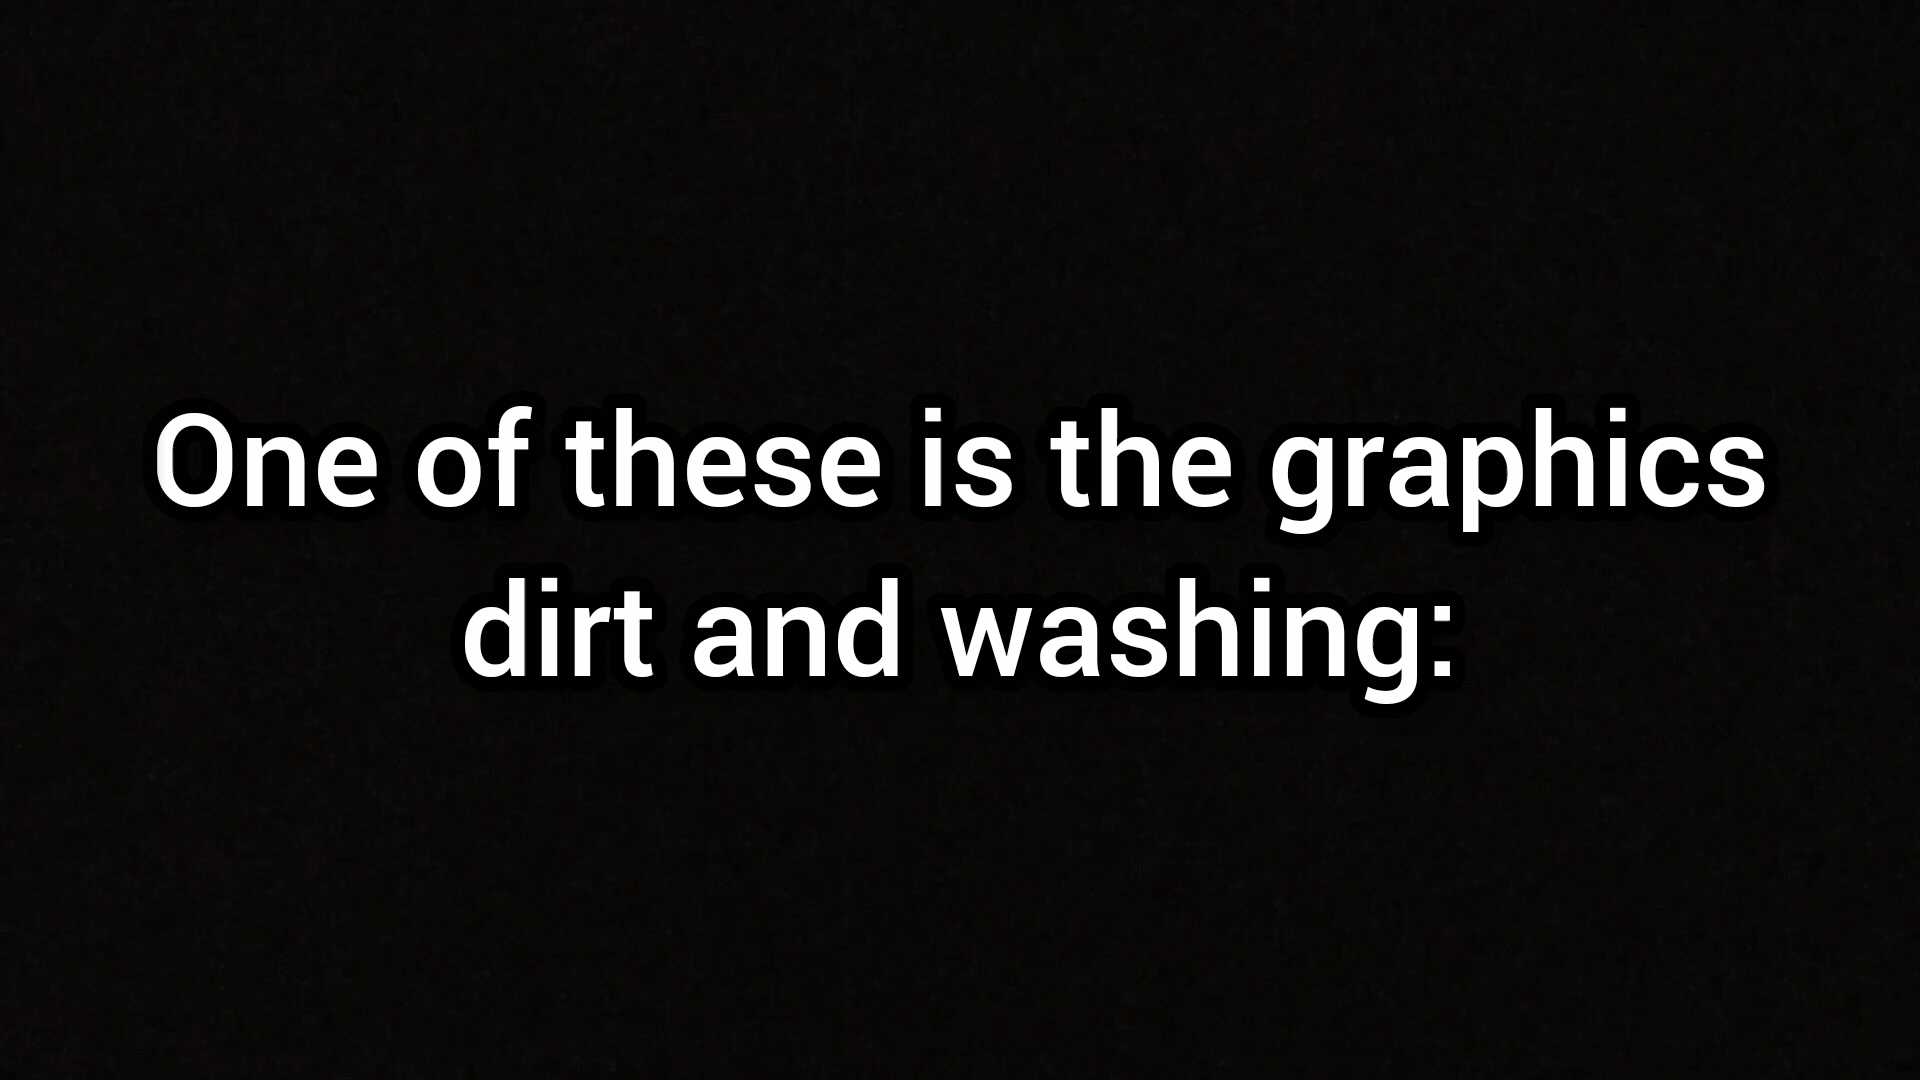 One of these is the graphics
dirt and washing: